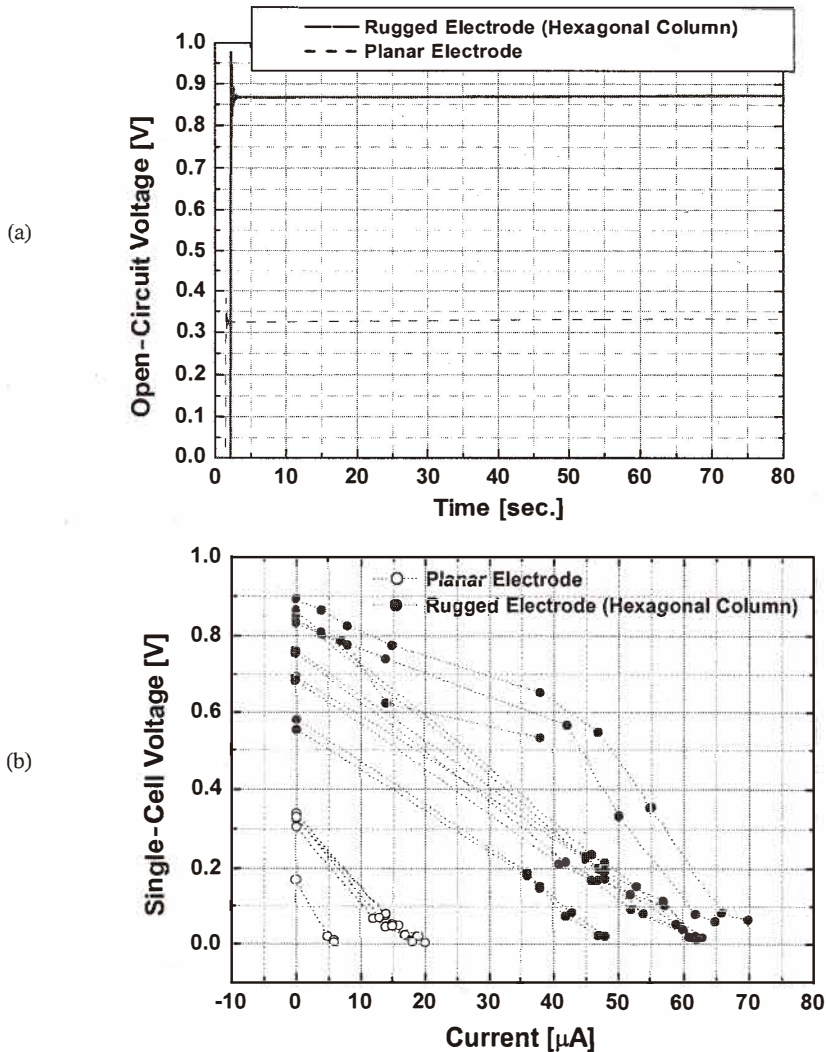 Rugged Electrode (Hexagonal Column)
Planar Electrode
1.0
0.9
0.8
0.7
0.6
0.5
0.4
0.3
0.2
0.1
0.0
Open-Circuit Voltage [V]
(a)
0 10 20 30 40 50 60 70 80
Time [sec.]
1.0
0.8
0.6
0.4
0.2
0.0
Single-Cell Voltage [V]
(b)
Planar Electrode
Rugged Electrode (Hexagonal Column)
-10 0 10 20 30 40 50 60 70 80
Current [μA]